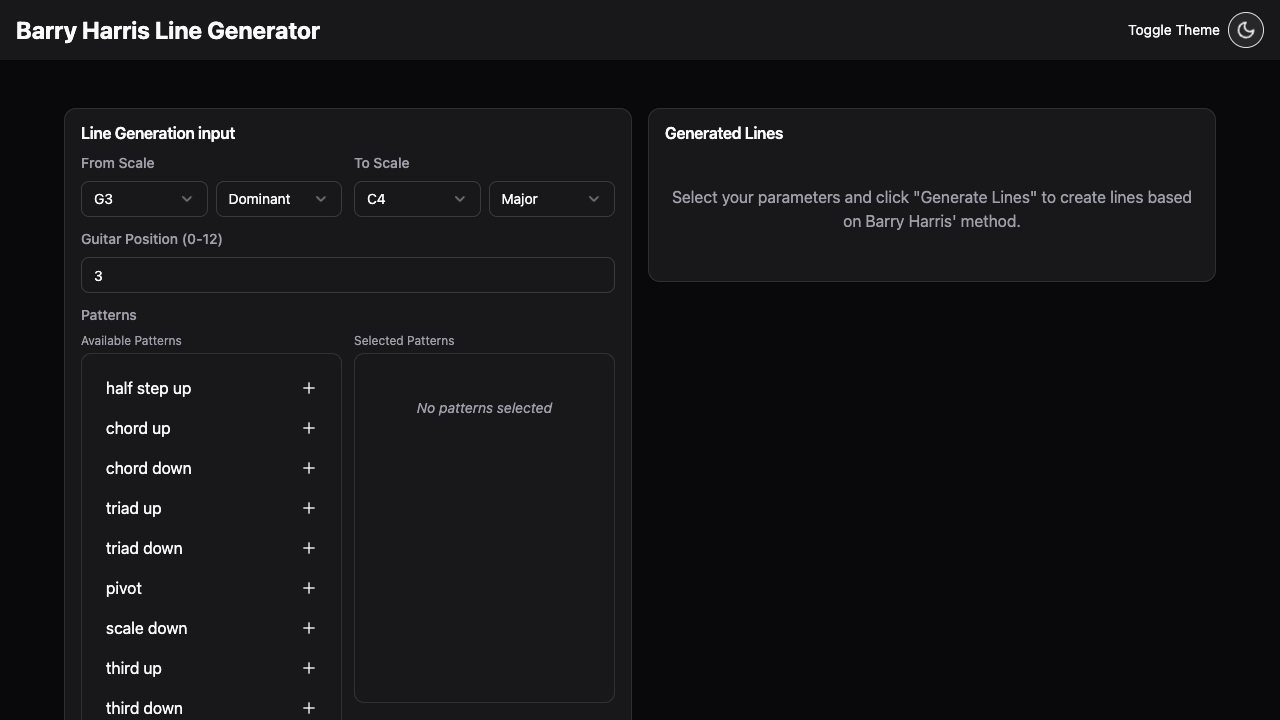 Barry Harris Line Generator
Toggle Theme
Line Generation input
From Scale
To Scale
G3
Dominant
C4
Major
Guitar Position (0-12)
3
Patterns
Available Patterns
Selected Patterns
half step up
chord up
chord down
triad up
triad down
pivot
scale down
third up
third down
No patterns selected
Generated Lines
Select your parameters and click "Generate Lines" to create lines based
on Barry Harris' method.